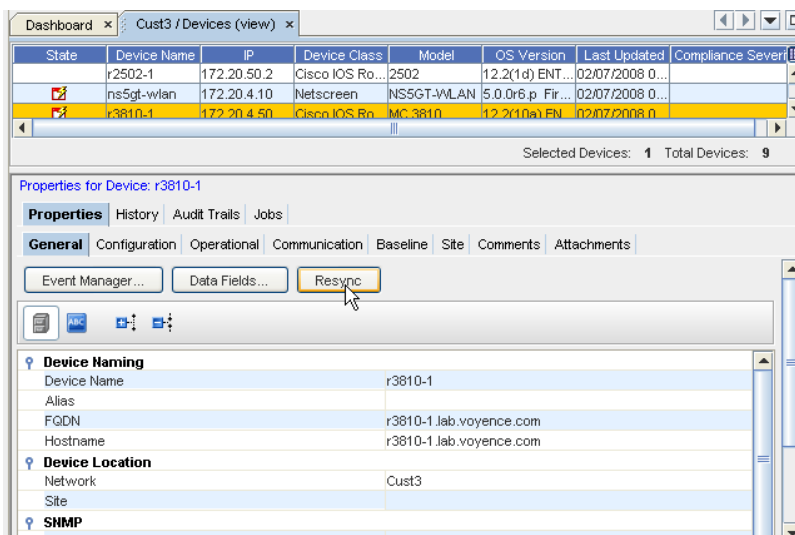 Dashboard × Cust3 / Devices (view) ×
State Device Name IP Device Class Model OS Version Last Updated Compliance Severi
r2502-1 172.20.50.2 Cisco IOS Ro... 2502 12.2(1d) ENT... 02/07/2008 0...
ns5gt-wlan 172.20.4.10 Netscreen NS5GT-WLAN 5.0.0r6.p Fir... 02/07/2008 0...
r3810-1 172.20.4.50 Cisco IOS Ro MC 3810 12.2(10a) EN 02/07/2008 0
Selected Devices: 1 Total Devices: 9
Properties for Device: r3810-1
Properties History Audit Trails Jobs
General Configuration Operational Communication Baseline Site Comments Attachments
Event Manager... Data Fields... Resync
ABC
Device Naming
Device Name r3810-1
Alias
FQDN r3810-1.lab.voyence.com
Hostname r3810-1.lab.voyence.com
Device Location
Network Cust3
Site
SNMP